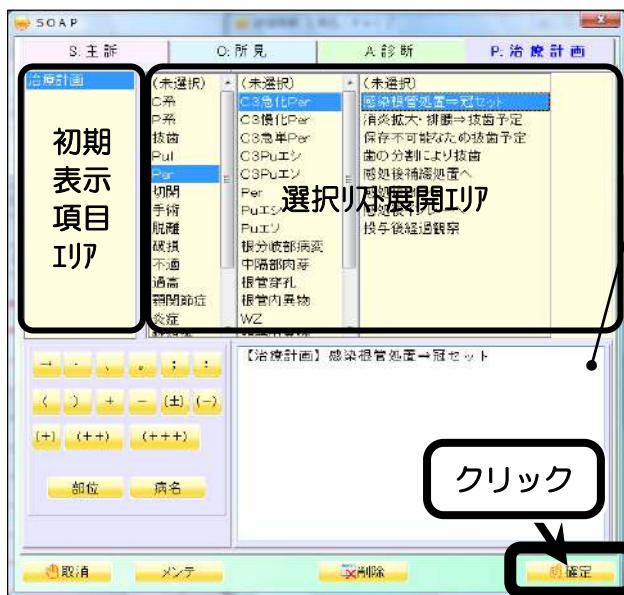 SOAP
S:主訴
O:所見
A:診断
P:治療計画
治療計画
(未選択)
C系
P系
抜歯
Pul
Per
切開
手術
脱離
破損
不適
過高
顎関節症
炎症
(未選択)
C3急化Per
C3慢化Per
C3急単Per
C3Puエシ
C3Puエソ
Per
Puエシ
Puエソ
根分岐部病変
中隔部肉芽
根管穿孔
根管内異物
WZ
(未選択)
感染根管処置⇒冠セット
消炎拡大・排膿⇒抜歯予定
保存不可能なための抜歯予定
歯の分割により抜歯
感処後補綴処置へ
投与後経過観察
初期
表示
項目
エリア
選択リスト展開エリア
【治療計画】感染根管処置⇒冠セット
→ ・ 、 。 ; :
( ) + - (±) (-)
(+) (++) (+++)
部位 病名
クリック
取消 メンテ 削除 確定